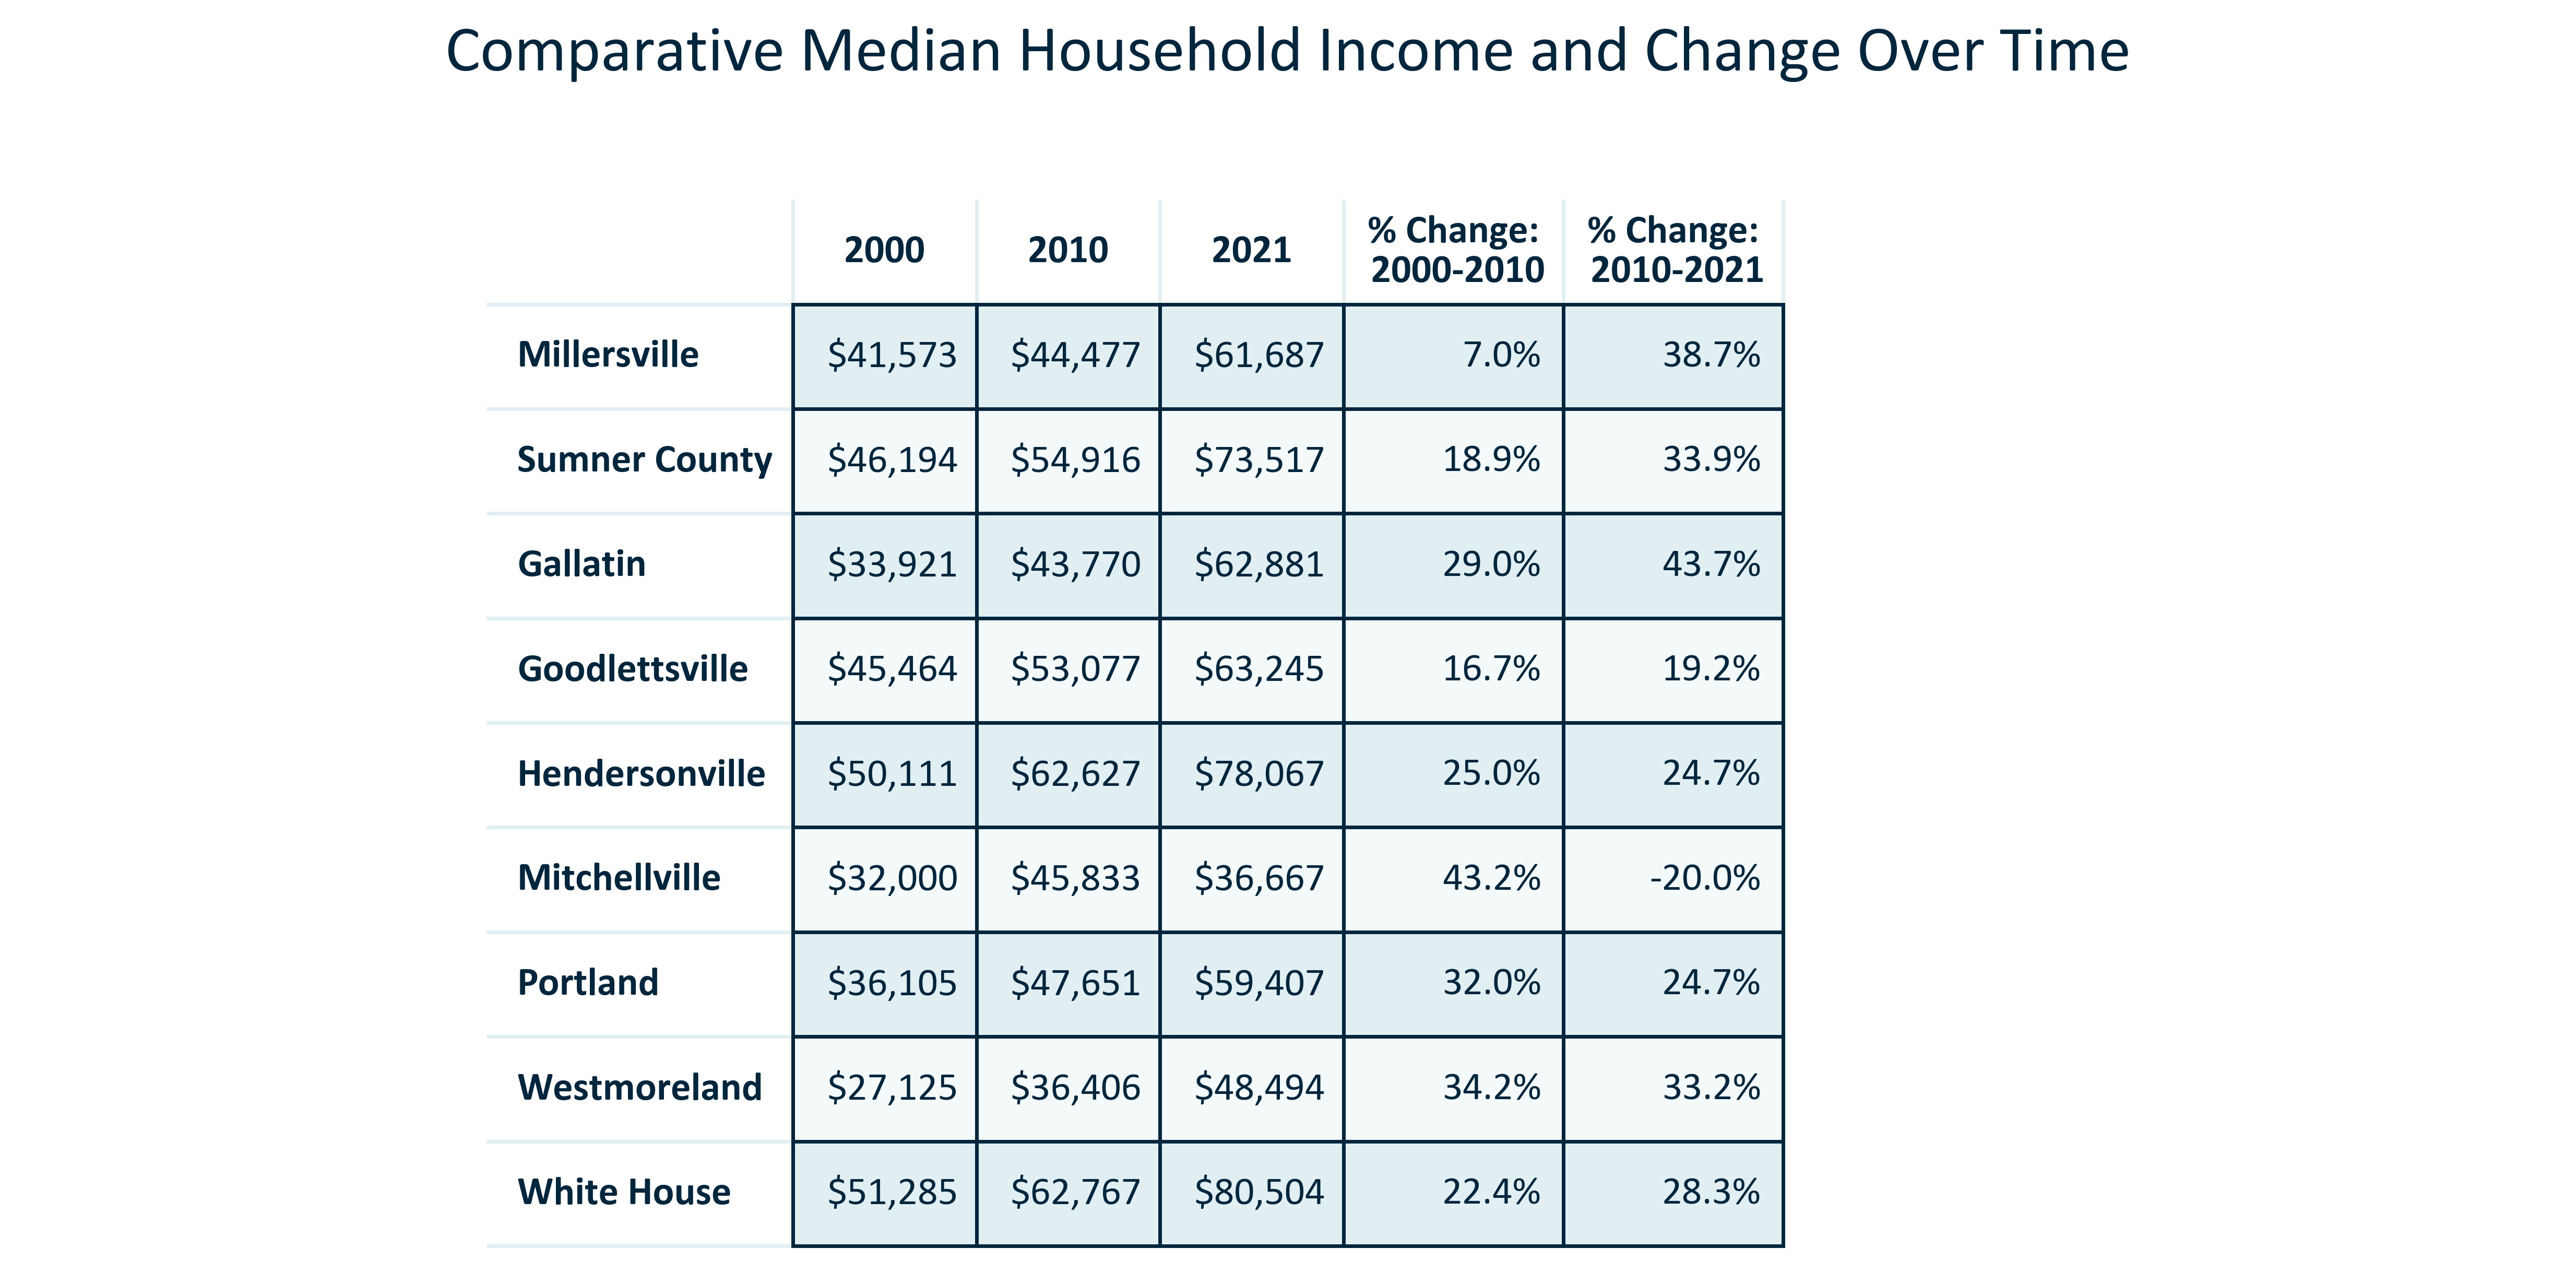 Comparative Median Household Income and Change Over Time
2000 2010 2021 % Change: 2000-2010 % Change: 2010-2021
Millersville $41,573 $44,477 $61,687 7.0% 38.7%
Sumner County $46,194 $54,916 $73,517 18.9% 33.9%
Gallatin $33,921 $43,770 $62,881 29.0% 43.7%
Goodlettsville $45,464 $53,077 $63,245 16.7% 19.2%
Hendersonville $50,111 $62,627 $78,067 25.0% 24.7%
Mitchellville $32,000 $45,833 $36,667 43.2% -20.0%
Portland $36,105 $47,651 $59,407 32.0% 24.7%
Westmoreland $27,125 $36,406 $48,494 34.2% 33.2%
White House $51,285 $62,767 $80,504 22.4% 28.3%